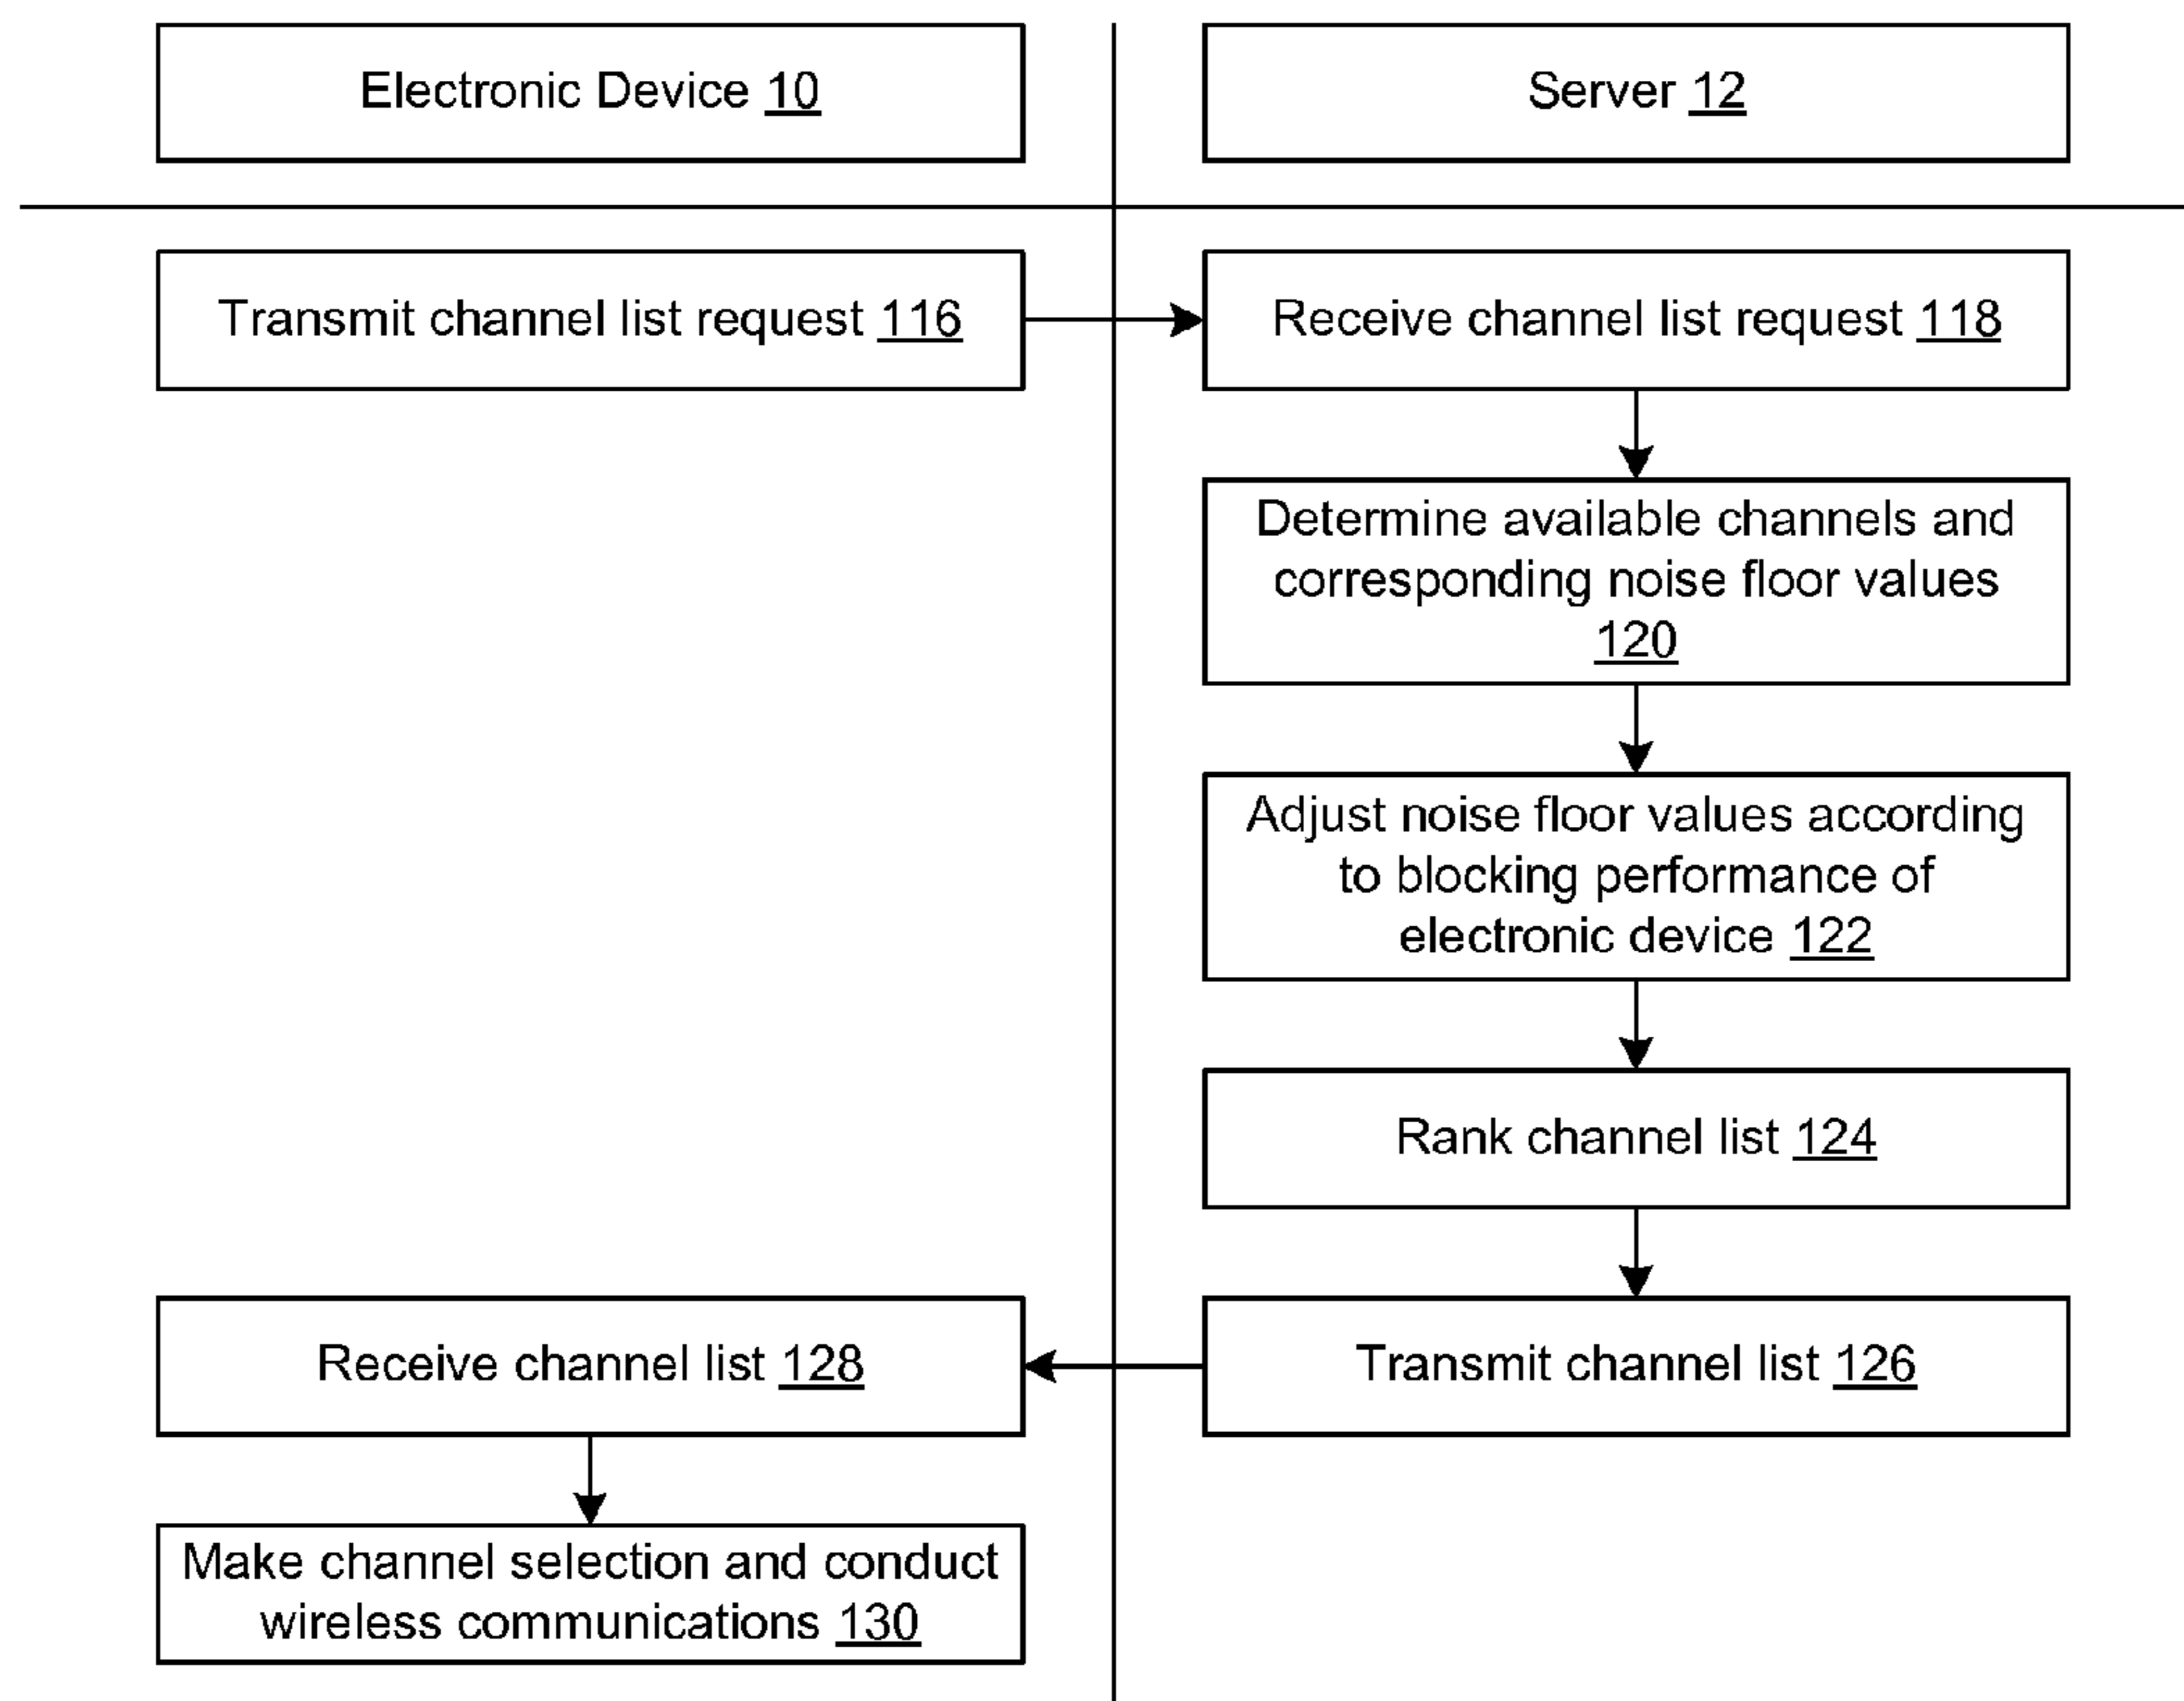 Electronic Device 10
Server 12
Transmit channel list request 116
Receive channel list request 118
Determine available channels and
corresponding noise floor values
120
Adjust noise floor values according
to blocking performance of
electronic device 122
Rank channel list 124
Receive channel list 128
Transmit channel list 126
Make channel selection and conduct
wireless communications 130